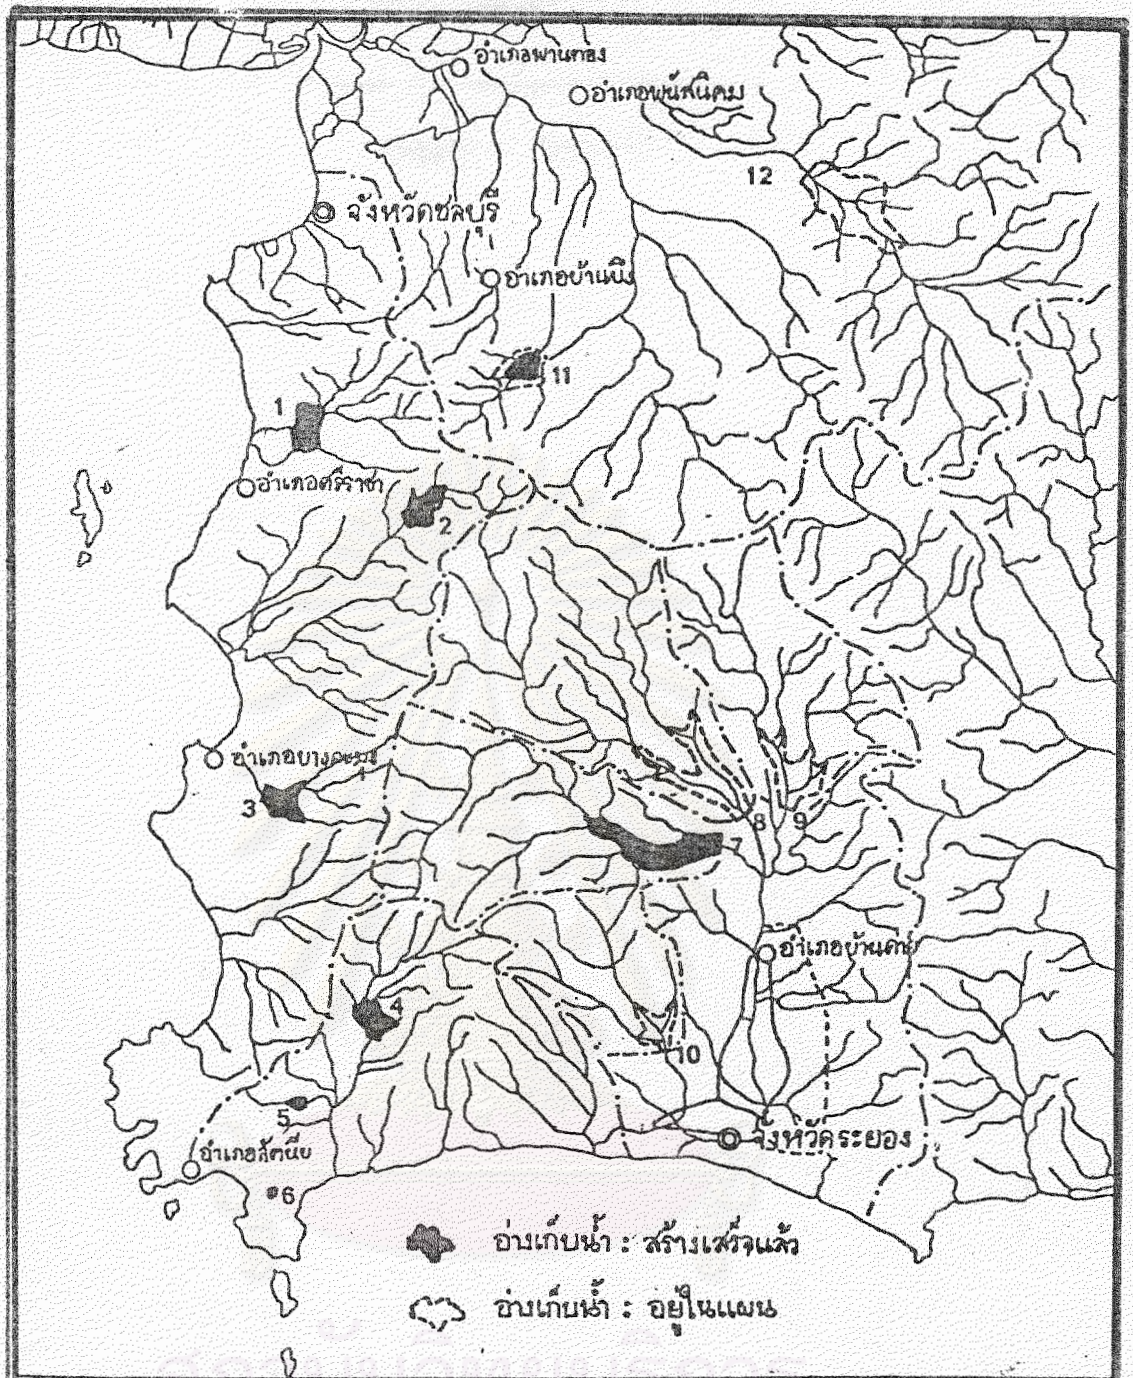 อำเภอพานทอง
อำเภอพนัสนิคม
12
จังหวัดชลบุรี
อำเภอบ้านบึง
11
1
อำเภอศรีราชา
2
อำเภอบางละมุง
3
8
9
7
อำเภอบ้านค่าย
4
10
5
จังหวัดระยอง
อำเภอสัตหีบ
6
อ่างเก็บน้ำ : สร้างเสร็จแล้ว
อ่างเก็บน้ำ : อยู่ในแผน